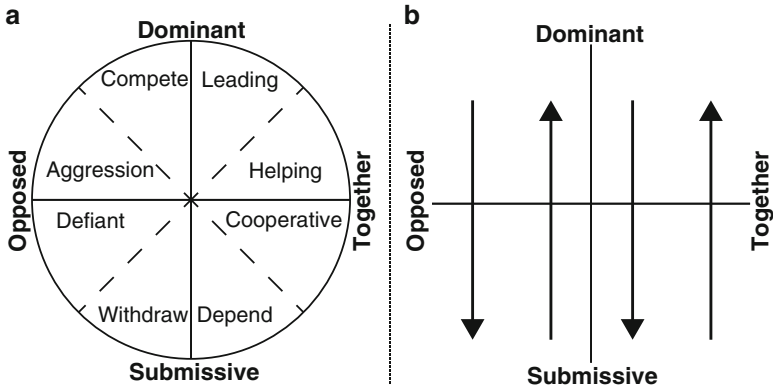 a
Dominant
Compete Leading
Aggression Helping
Opposed
Together
Defiant Cooperative
Withdraw Depend
Submissive
b
Dominant
Opposed
Together
Submissive